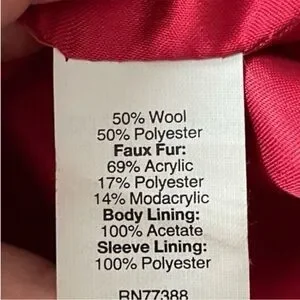 50% Wool
50% Polyester
Faux Fur:
69% Acrylic
17% Polyester
14% Modacrylic
Body Lining:
100% Acetate
Sleeve Lining:
100% Polyester
RN77388